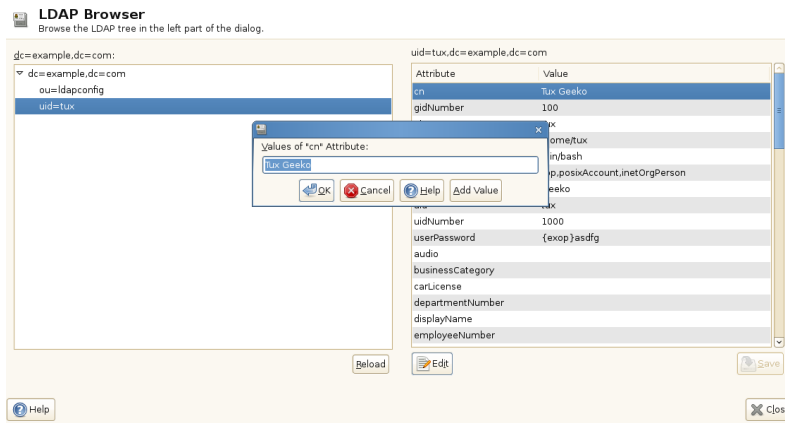 LDAP Browser
Browse the LDAP tree in the left part of the dialog.
dc=example,dc=com:
dc=example,dc=com
ou=ldapconfig
uid=tux
Reload
uid=tux,dc=example,dc=com
Attribute Value
cn Tux Geeko
gidNumber 100
ome/tux
in/bash
op,posixAccount,inetOrgPerson
eeko
uidNumber 1000
userPassword {exop}asdfg
audio
businessCategory
carLicense
departmentNumber
displayName
employeeNumber
Edit
Save
Values of "cn" Attribute:
Tux Geeko
OK Cancel Help Add Value
Help
Clos